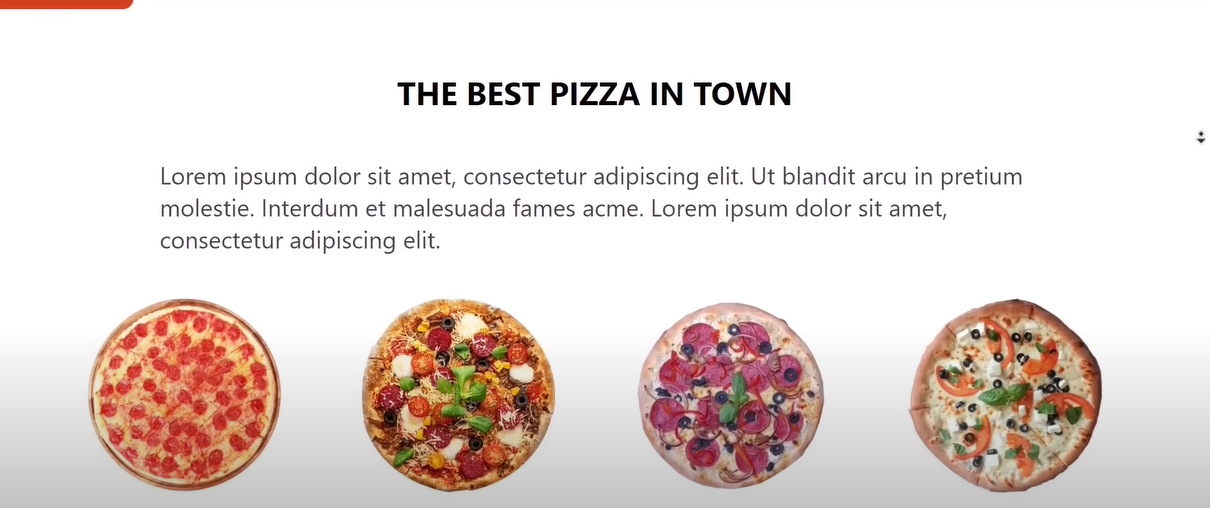 THE BEST PIZZA IN TOWN
Lorem ipsum dolor sit amet, consectetur adipiscing elit. Ut blandit arcu in pretium
molestie. Interdum et malesuada fames acme. Lorem ipsum dolor sit amet,
consectetur adipiscing elit.